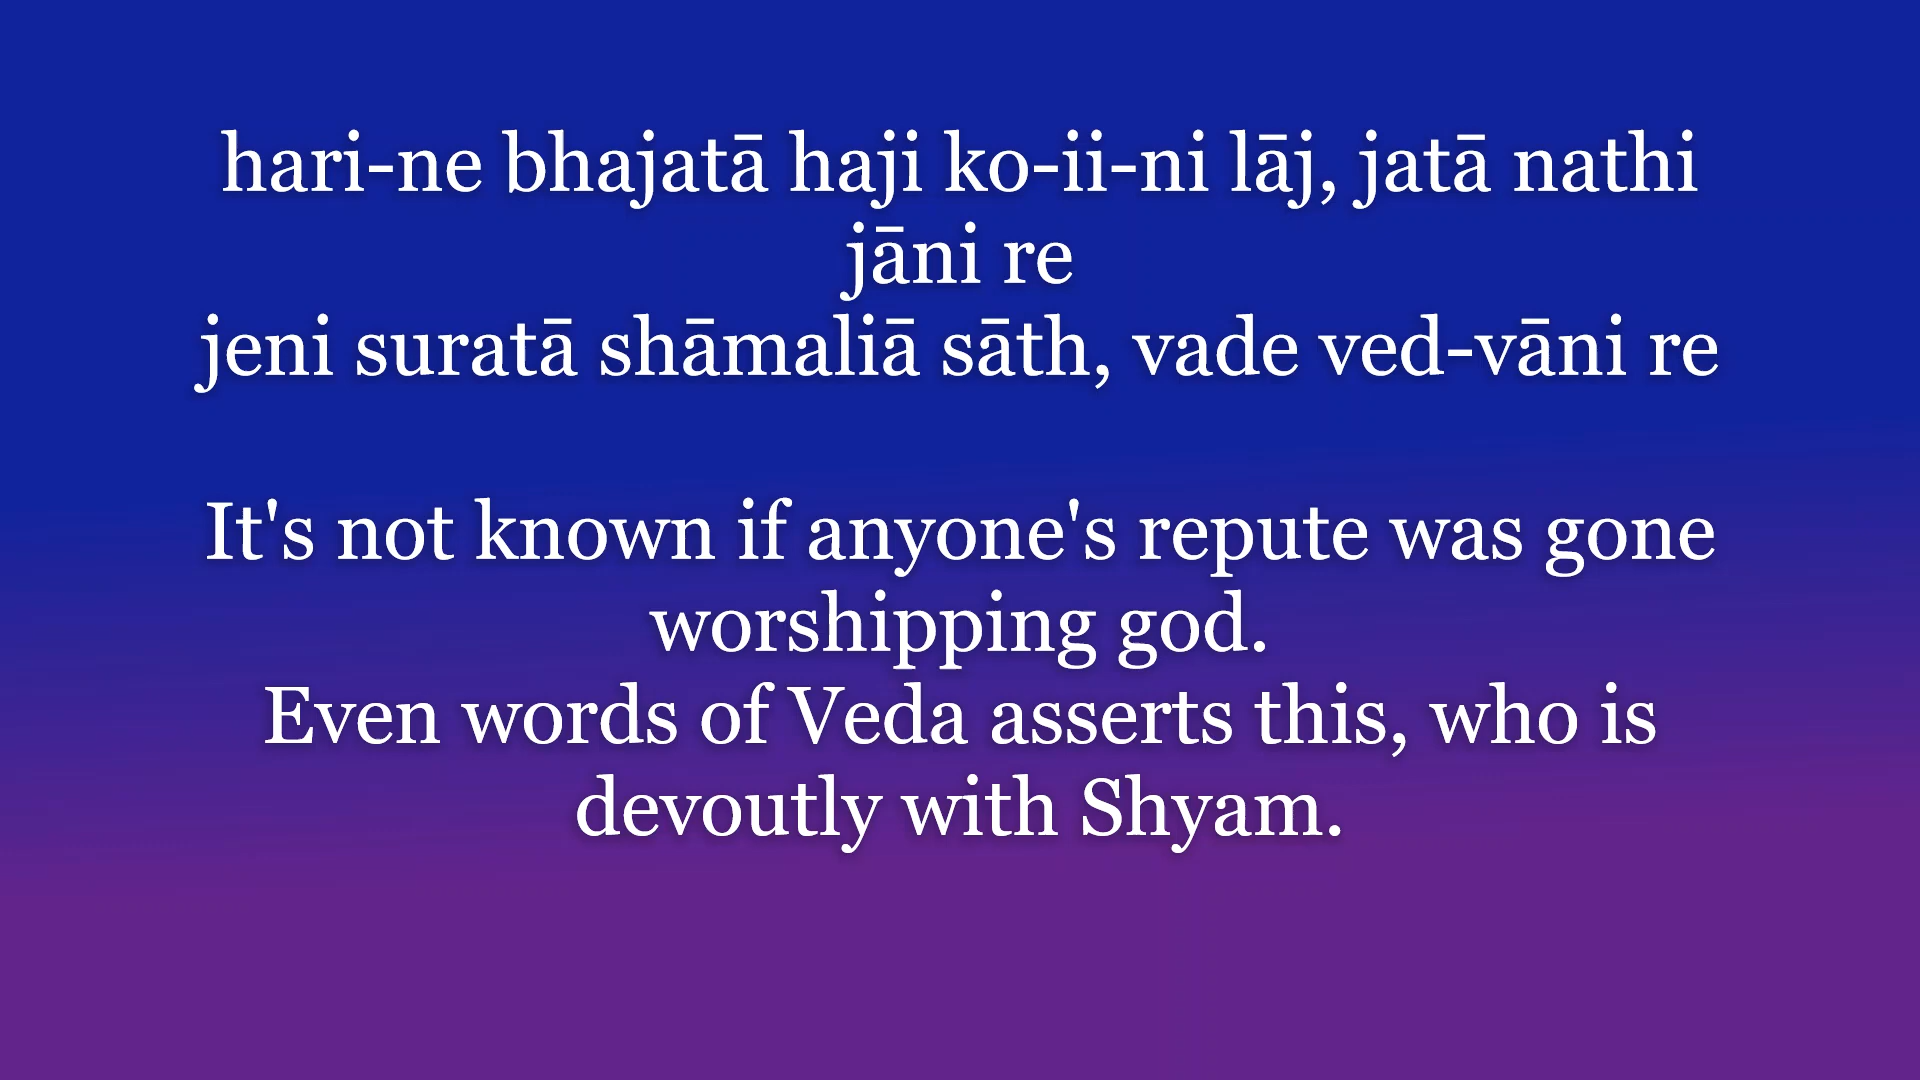 hari-ne bhajatā haji ko-ii-ni lāj, jatā nathi
jāni re
jeni suratā shāmaliā sāth, vade ved-vāni re
It's not known if anyone's repute was gone
worshipping god.
Even words of Veda asserts this, who is
devoutly with Shyam.